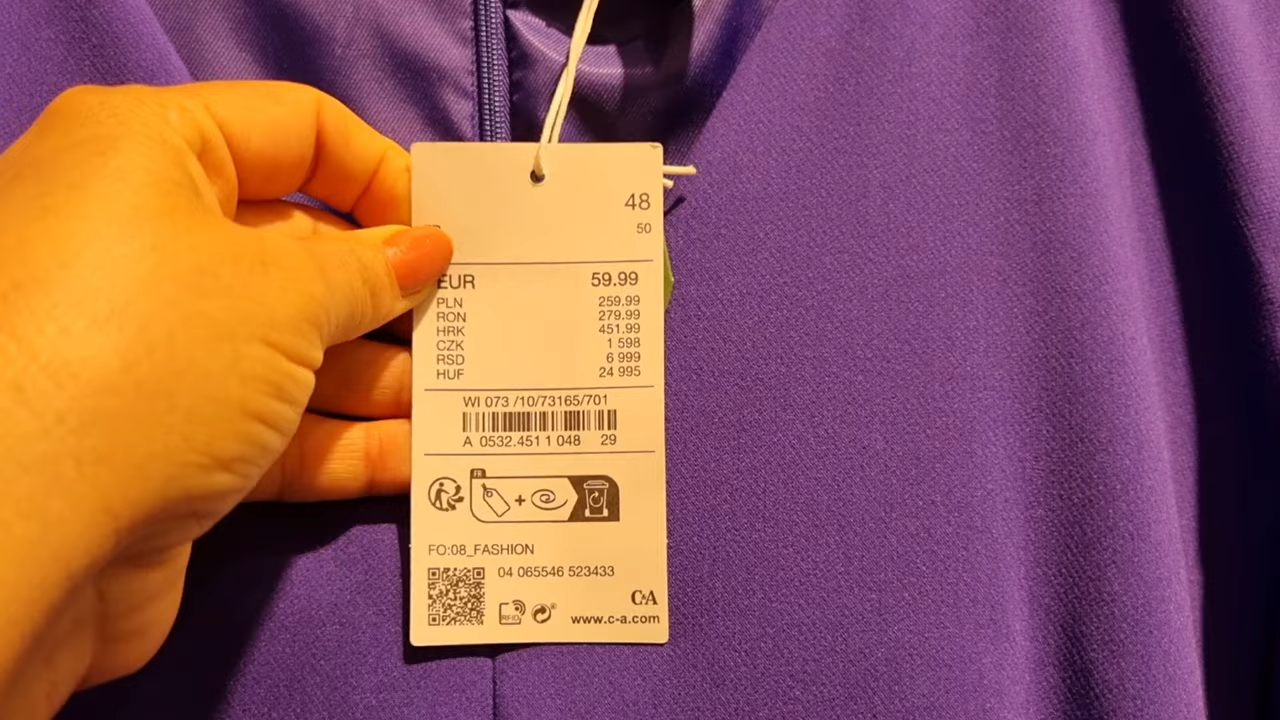 48
50
EUR 59.99
PLN 259.99
RON 279.99
HRK 451.99
CZK 1 598
RSD 6 999
HUF 24 995
WI 073 /10/73165/701
A 0532.451 1 048 29
FR
+
FO:08_FASHION
04 065546 523433
RFID
C&A
www.c-a.com